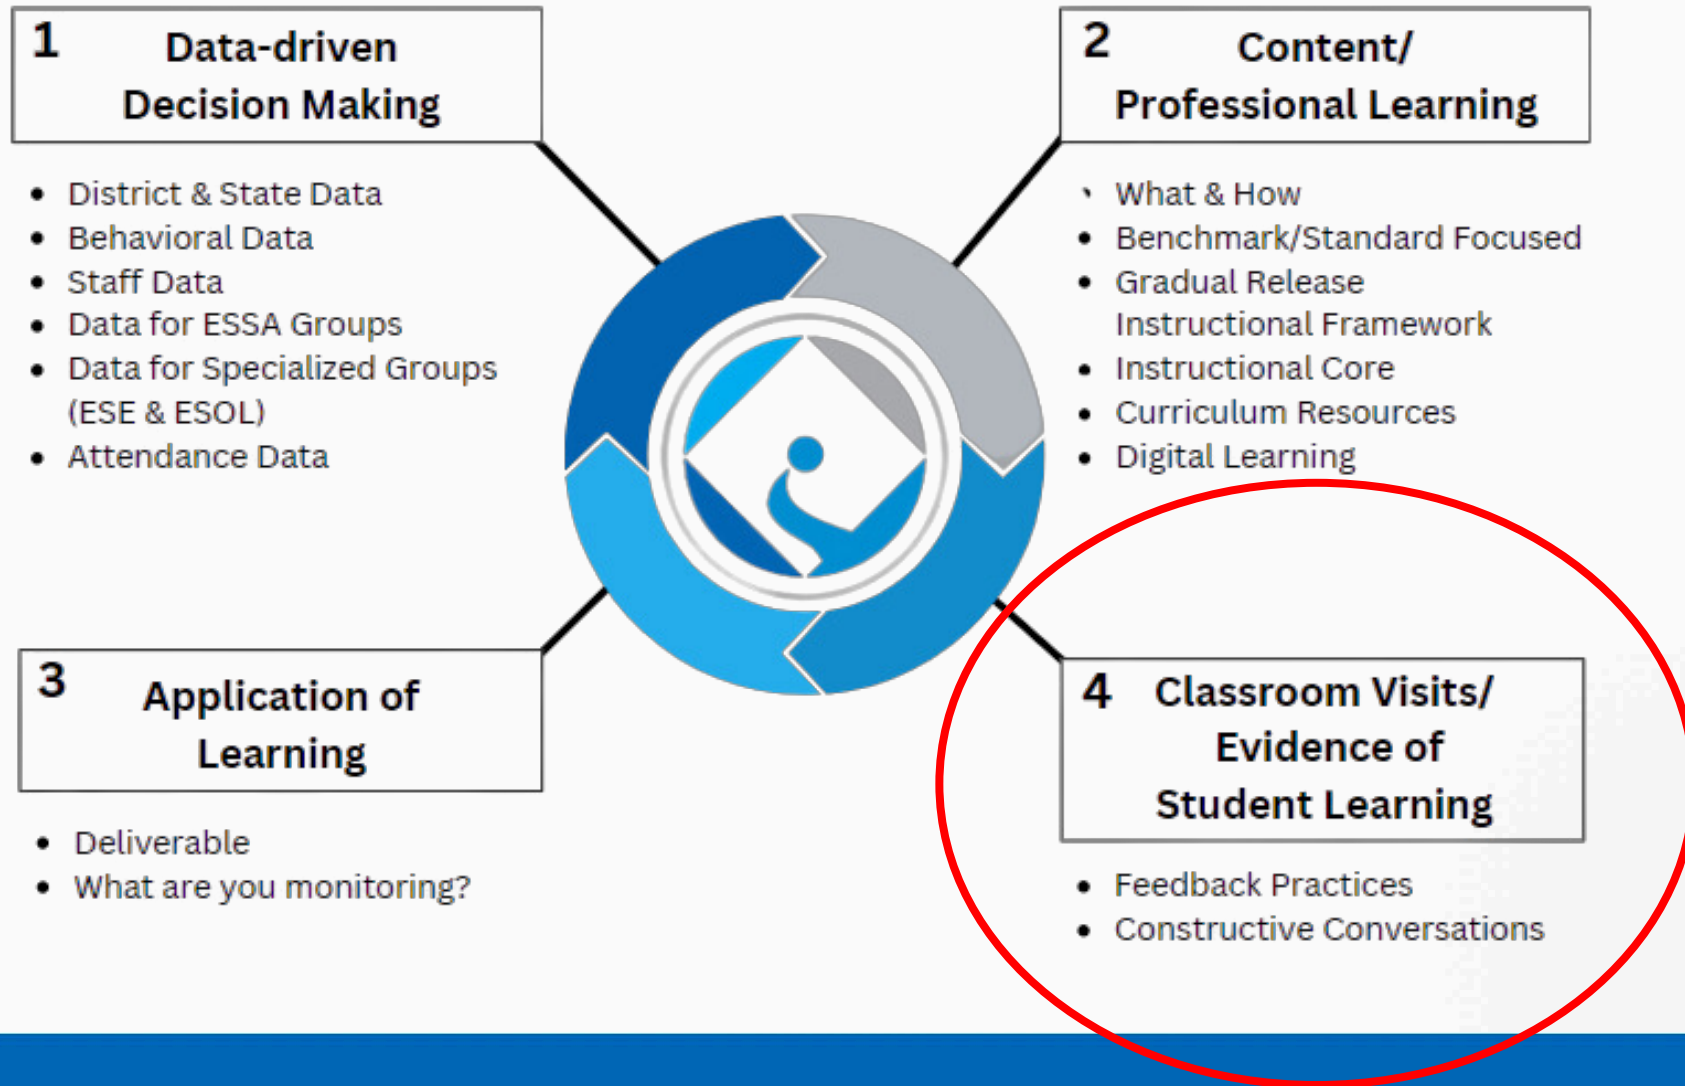 1 Data-driven
Decision Making
• District & State Data
• Behavioral Data
• Staff Data
• Data for ESSA Groups
• Data for Specialized Groups
(ESE & ESOL)
• Attendance Data
2 Content/
Professional Learning
• What & How
• Benchmark/Standard Focused
• Gradual Release
Instructional Framework
• Instructional Core
• Curriculum Resources
• Digital Learning
3 Application of
Learning
• Deliverable
• What are you monitoring?
4 Classroom Visits/
Evidence of
Student Learning
• Feedback Practices
• Constructive Conversations